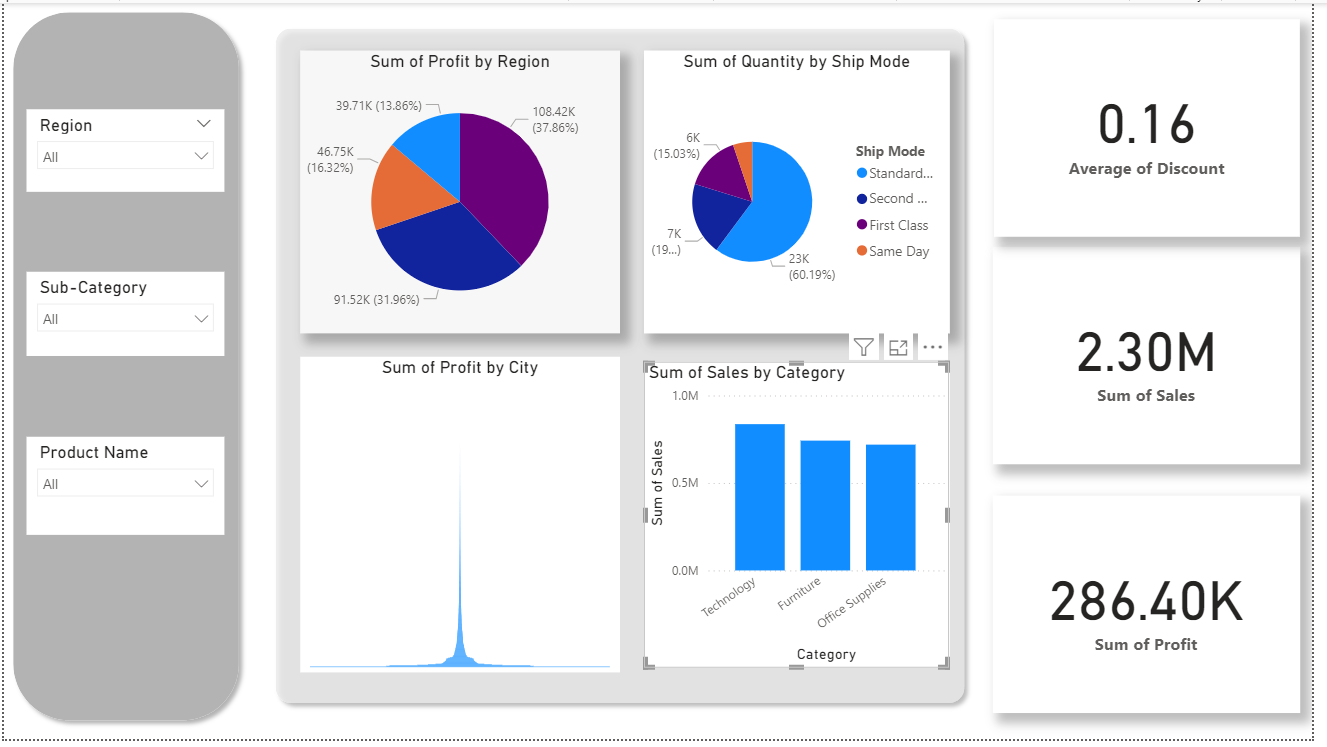 Region
All
Sub-Category
All
Product Name
All
Sum of Profit by Region
39.71K (13.86%)
108.42K
(37.86%)
46.75K
(16.32%)
91.52K (31.96%)
Sum of Quantity by Ship Mode
6K
(15.03%)
7K
(19...)
23K
(60.19%)
Ship Mode
Standard...
Second ...
First Class
Same Day
Sum of Profit by City
Sum of Sales by Category
Sum of Sales
1.0M
0.5M
0.0M
Technology
Furniture
Office Supplies
Category
0.16
Average of Discount
2.30M
Sum of Sales
286.40K
Sum of Profit